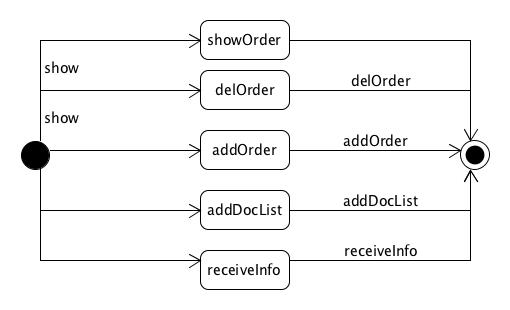 showOrder
show
delOrder
delOrder
show
addOrder
addOrder
addDocList
addDocList
receiveInfo
receiveInfo